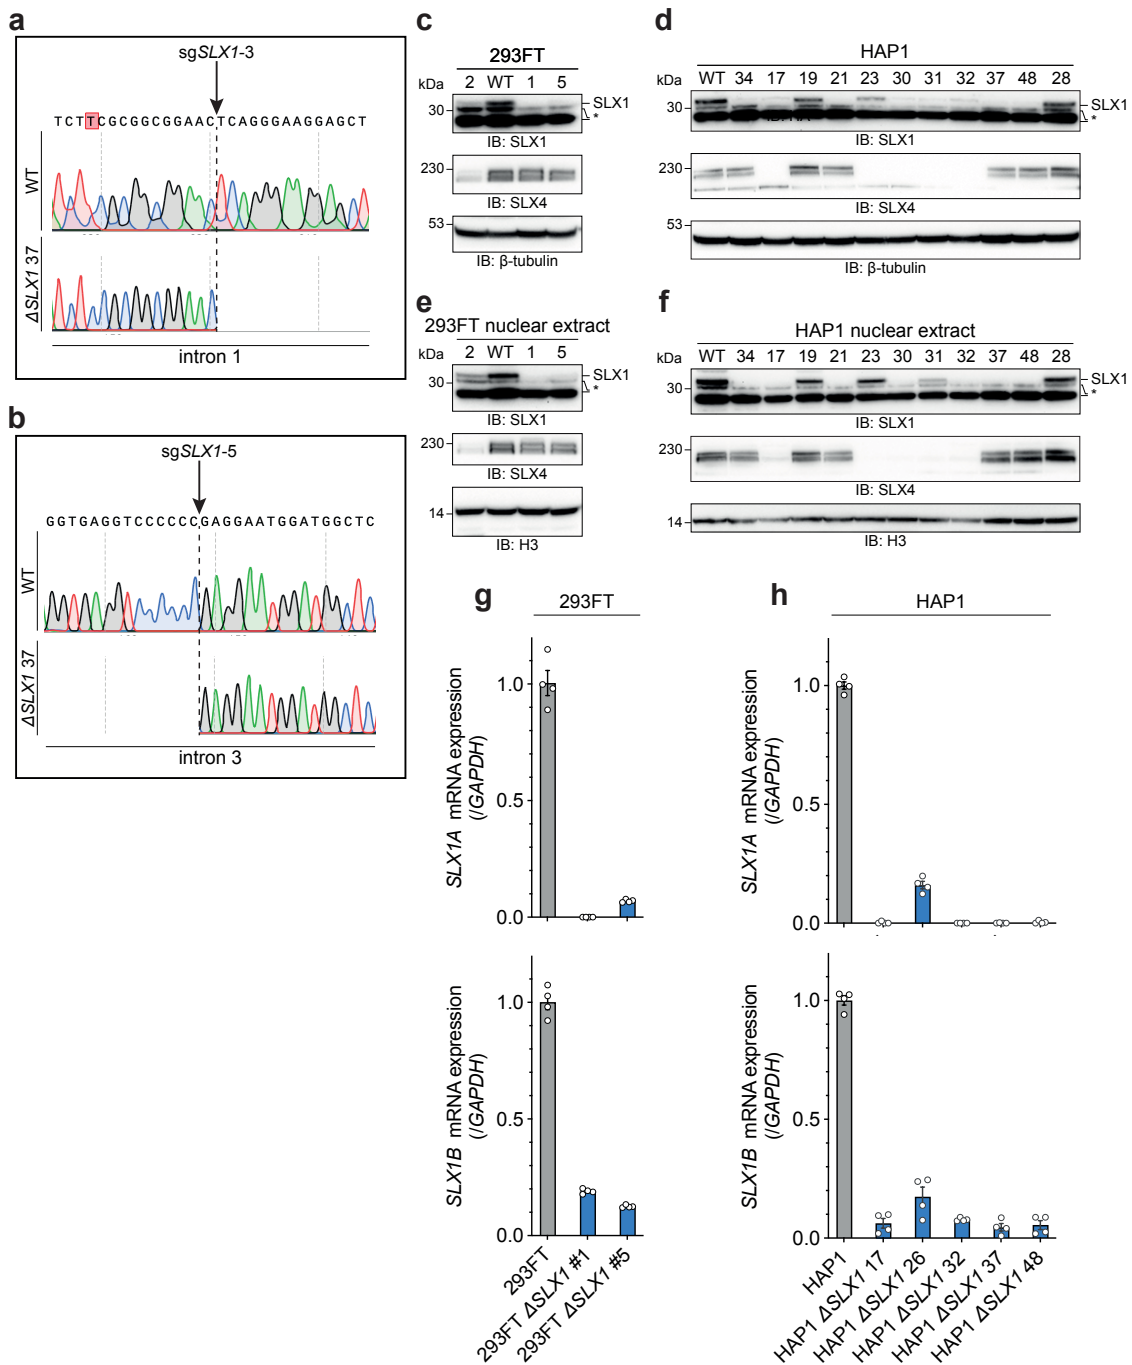 a
sgSLX1-3
TCTTCGCGGCGGAACTCAGGGAAGGAGCT
WT
ΔSLX1 37
intron 1
b
sgSLX1-5
GGTGAGGTCCCCCCGAGGAATGGATGGCTC
WT
ΔSLX1 37
intron 3
c
293FT
kDa 2 WT 1 5
30
SLX1
*
IB: SLX1
230
IB: SLX4
53
IB: β-tubulin
d
HAP1
kDa WT 34 17 19 21 23 30 31 32 37 48 28
30
SLX1
*
IB: SLX1
230
IB: SLX4
53
IB: β-tubulin
e
293FT nuclear extract
kDa 2 WT 1 5
30
SLX1
*
IB: SLX1
230
IB: SLX4
14
IB: H3
f
HAP1 nuclear extract
kDa WT 34 17 19 21 23 30 31 32 37 48 28
30
SLX1
*
IB: SLX1
230
IB: SLX4
14
IB: H3
g
293FT
SLX1A mRNA expression
(/GAPDH)
1.0
0.5
0.0
SLX1B mRNA expression
(/GAPDH)
1.0
0.5
0.0
293FT
293FT ΔSLX1 #1
293FT ΔSLX1 #5
h
HAP1
SLX1A mRNA expression
(/GAPDH)
1.0
0.5
0.0
SLX1B mRNA expression
(/GAPDH)
1.0
0.5
0.0
HAP1
HAP1 ΔSLX1 17
HAP1 ΔSLX1 26
HAP1 ΔSLX1 32
HAP1 ΔSLX1 37
HAP1 ΔSLX1 48